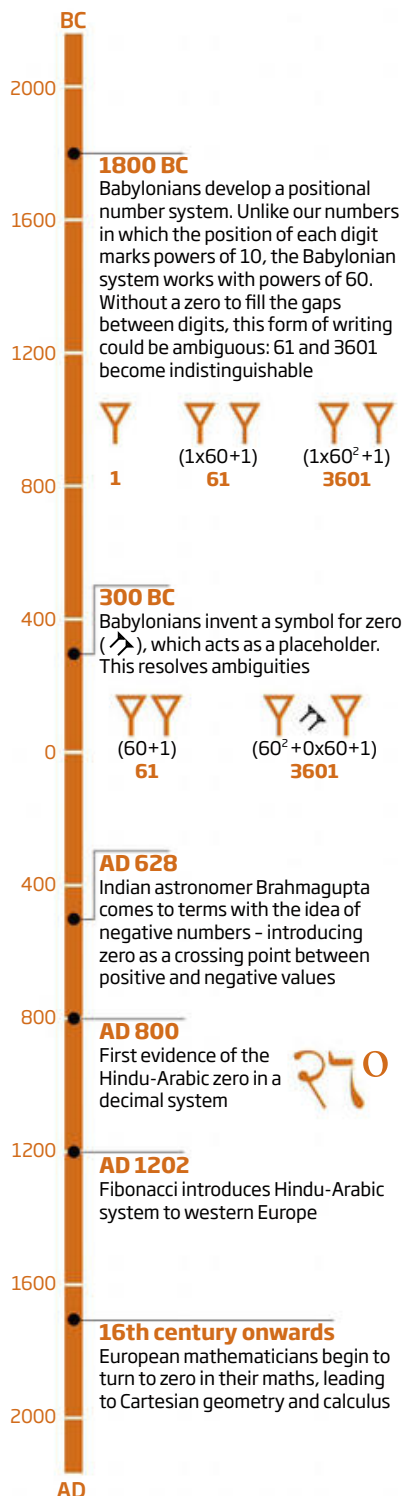 BC
2000
1800 BC
Babylonians develop a positional
number system. Unlike our numbers
in which the position of each digit
marks powers of 10, the Babylonian
system works with powers of 60.
Without a zero to fill the gaps
between digits, this form of writing
could be ambiguous: 61 and 3601
become indistinguishable
1600
1200
(1x60+1) (1x60²+1)
1 61 3601
800
400
300 BC
Babylonians invent a symbol for zero
( ), which acts as a placeholder.
This resolves ambiguities
(60+1) (60²+0x60+1)
61 3601
0
AD 628
400
Indian astronomer Brahmagupta
comes to terms with the idea of
negative numbers – introducing
zero as a crossing point between
positive and negative values
800
AD 800
First evidence of the
Hindu-Arabic zero in a
decimal system
२७०
1200
AD 1202
Fibonacci introduces Hindu-Arabic
system to western Europe
1600
16th century onwards
European mathematicians begin to
turn to zero in their maths, leading
to Cartesian geometry and calculus
2000
AD